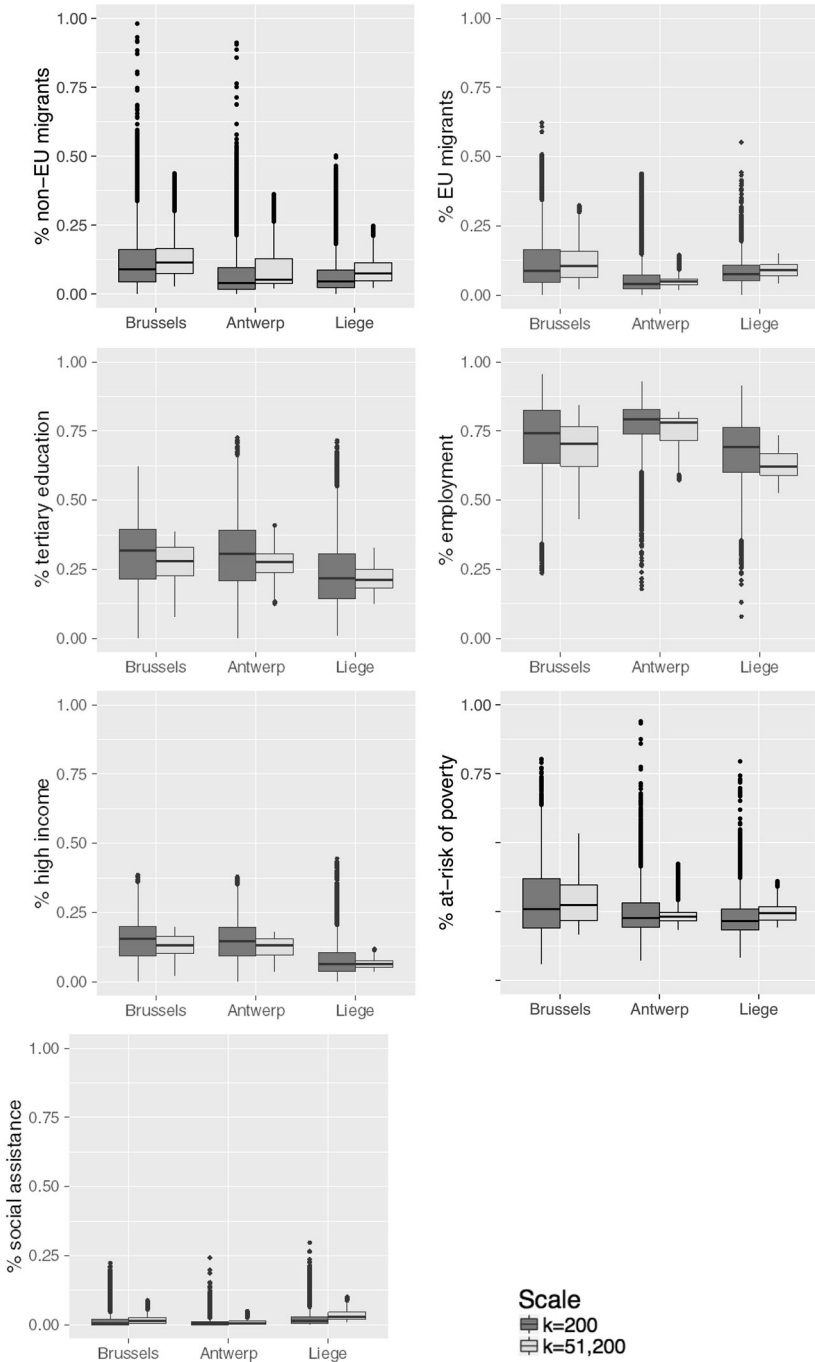 % non−EU migrants
1.00
0.75
0.50
0.25
0.00
Brussels Antwerp Liege
% EU migrants
1.00
0.75
0.50
0.25
0.00
Brussels Antwerp Liege
% tertiary education
1.00
0.75
0.50
0.25
0.00
Brussels Antwerp Liege
% employment
1.00
0.75
0.50
0.25
0.00
Brussels Antwerp Liege
% high income
1.00
0.75
0.50
0.25
0.00
Brussels Antwerp Liege
% at−risk of poverty
1.00
0.75
Brussels Antwerp Liege
% social assistance
1.00
0.75
0.50
0.25
0.00
Brussels Antwerp Liege
Scale
k=200
k=51,200